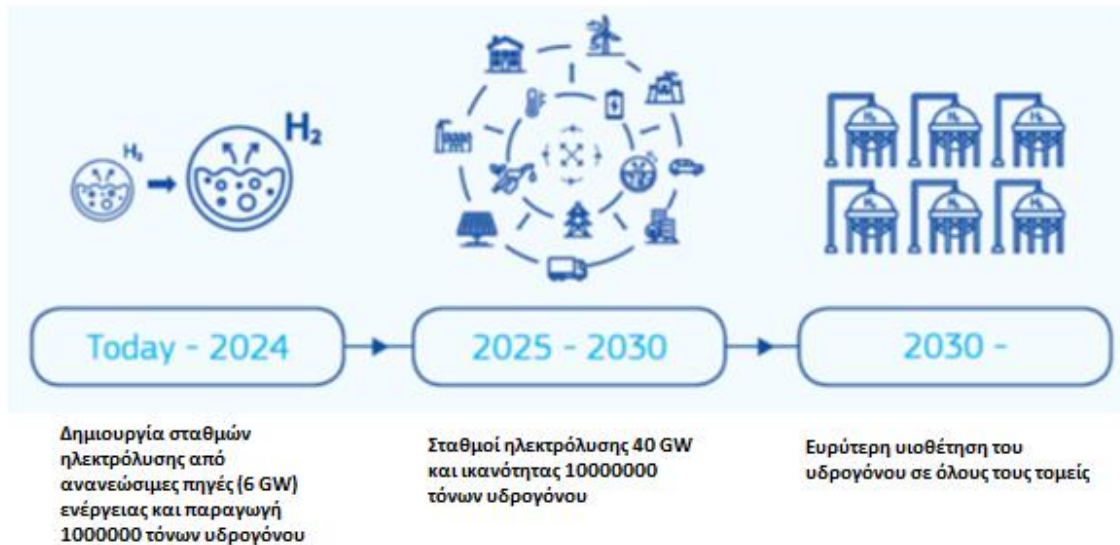 H₂
H₂
Today - 2024
2025 - 2030
2030 -
Δημιουργία σταθμών
ηλεκτρόλυσης από
ανανεώσιμες πηγές (6 GW)
ενέργειας και παραγωγή
1000000 τόνων υδρογόνου
Σταθμοί ηλεκτρόλυσης 40 GW
και ικανότητας 10000000
τόνων υδρογόνου
Ευρύτερη υιοθέτηση του
υδρογόνου σε όλους τους τομείς